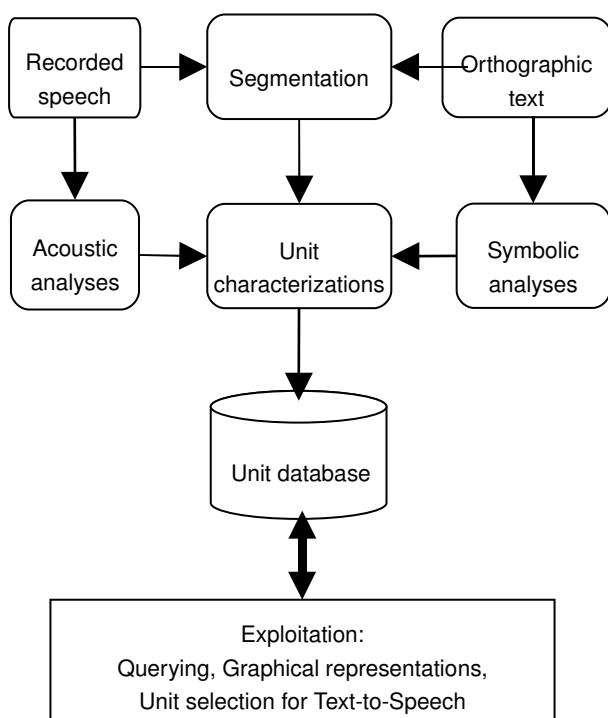 Recorded
speech
Segmentation
Orthographic
text
Acoustic
analyses
Unit
characterizations
Symbolic
analyses
Unit database
Exploitation:
Querying, Graphical representations,
Unit selection for Text-to-Speech